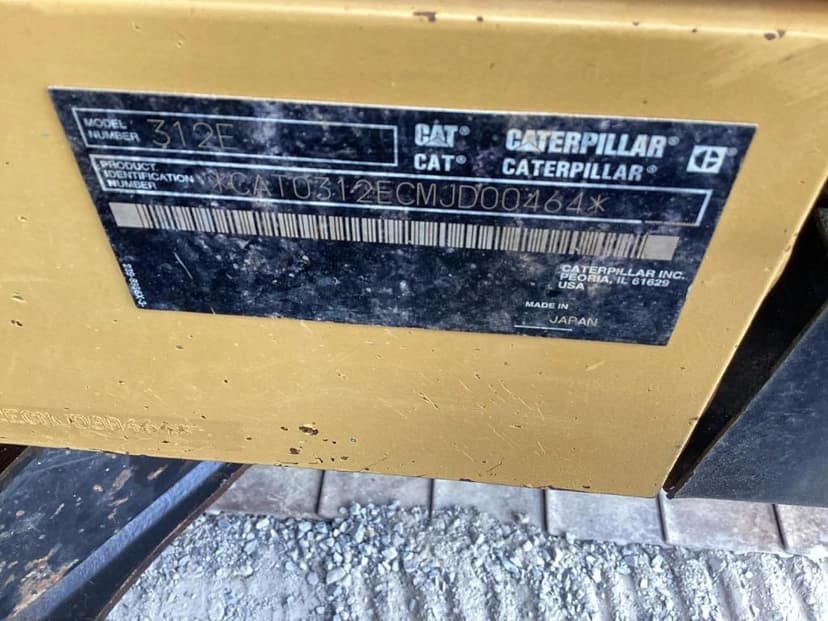 MODEL
NUMBER 312E
CAT® CATERPILLAR®
CAT® CATERPILLAR®
PRODUCT
IDENTIFICATION
NUMBER *CAT0312ECMJD00464*
CATERPILLAR INC.
PEORIA, IL 61629
USA
MADE IN
JAPAN